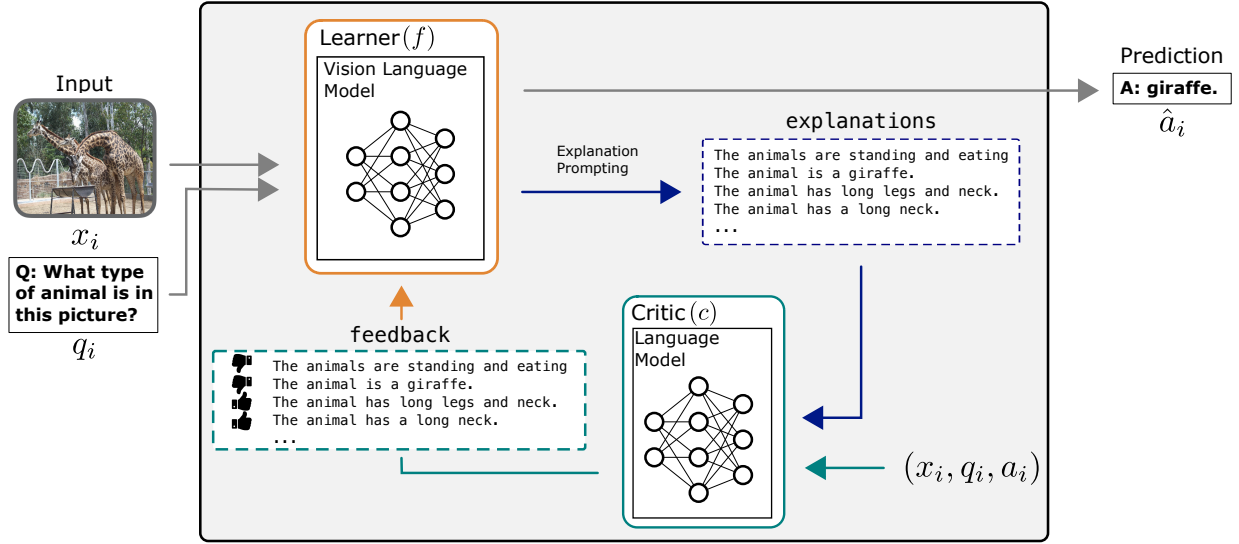 Input
x_i
Q: What type
of animal is in
this picture?
q_i
Learner(f)
Vision Language
Model
Explanation
Prompting
explanations
The animals are standing and eating
The animal is a giraffe.
The animal has long legs and neck.
The animal has a long neck.
...
Prediction
A: giraffe.
â_i
feedback
The animals are standing and eating
The animal is a giraffe.
The animal has long legs and neck.
The animal has a long neck.
...
Critic(c)
Language
Model
(x_i, q_i, a_i)